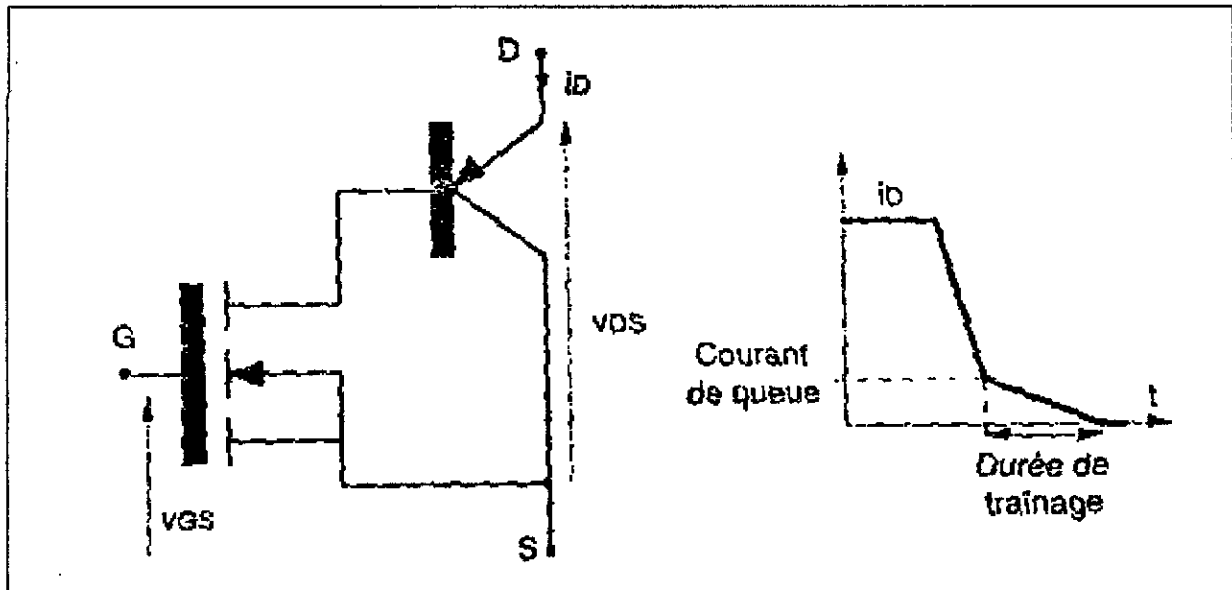 D
iD
G
vGS
vDS
S
iD
Courant
de queue
t
Durée de
traînage